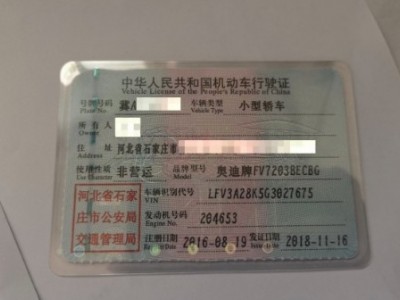 中华人民共和国机动车行驶证
Vehicle License of the People's Republic of China
号牌号码 冀A 车辆类型 小型轿车
Plate No. Vehicle Type
所有人
Owner
住址 河北省石家庄市
Address
使用性质 非营运 品牌型号 奥迪牌FV7203BECBG
Use Character Model
河北省石家
庄市公安局
交通管理局
车辆识别代号 LFV3A28K5G3027675
VIN
发动机号码 204653
Engine No.
注册日期 2016-08-19 发证日期 2018-11-16
Register Date Issue Date